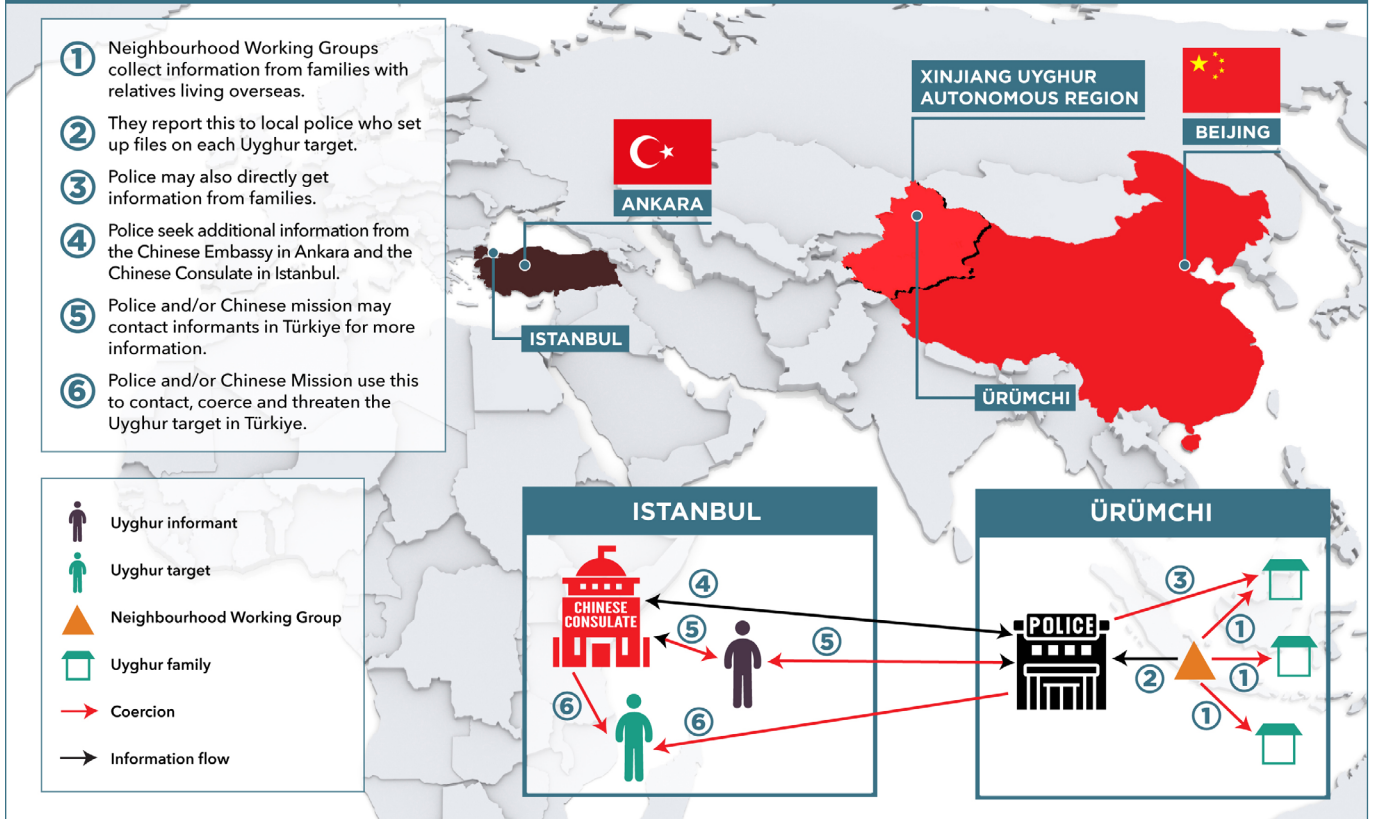 1
Neighbourhood Working Groups
collect information from families with
relatives living overseas.
2
They report this to local police who set
up files on each Uyghur target.
3
Police may also directly get
information from families.
4
Police seek additional information from
the Chinese Embassy in Ankara and the
Chinese Consulate in Istanbul.
5
Police and/or Chinese mission may
contact informants in Türkiye for more
information.
6
Police and/or Chinese Mission use this
to contact, coerce and threaten the
Uyghur target in Türkiye.
ANKARA
ISTANBUL
XINJIANG UYGHUR
AUTONOMOUS REGION
BEIJING
ÜRÜMCHI
Uyghur informant
Uyghur target
Neighbourhood Working Group
Uyghur family
Coercion
Information flow
ISTANBUL
CHINESE
CONSULATE
4
5
5
6
6
ÜRÜMCHI
POLICE
3
1
2
1
1